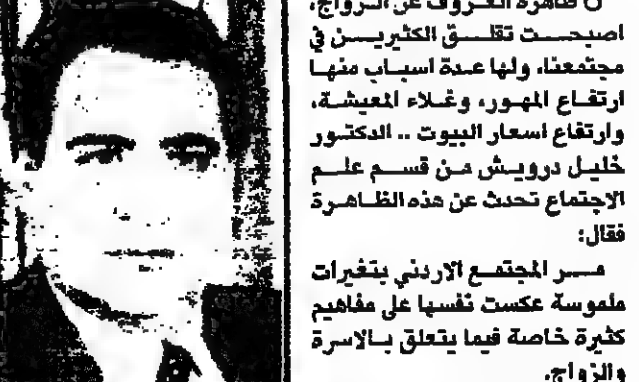 ظاهرة العزوف عن الزواج،
اصبحت تقلق الكثيرين في
مجتمعنا، ولها عدة اسباب منها
ارتفاع المهور، وغلاء المعيشة،
وارتفاع اسعار البيوت .. الدكتور
خليل درويش من قسم علم
الاجتماع تحدث عن هذه الظاهرة
فقال:
مر المجتمع الاردني بتغيرات
ملموسة عكست نفسها على مفاهيم
كثيرة خاصة فيما يتعلق بالاسرة
والزواج.